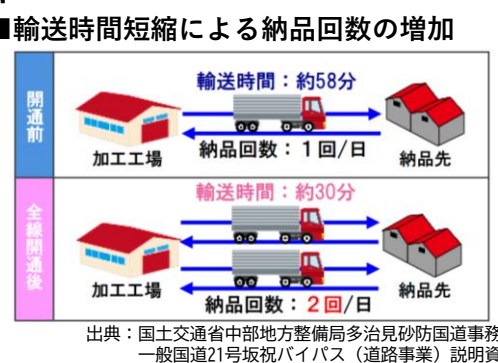 ■輸送時間短縮による納品回数の増加
開通前
輸送時間：約58分
加工工場
納品回数：1回/日
納品先
全線開通後
輸送時間：約30分
加工工場
納品回数：2回/日
納品先
出典：国土交通省中部地方整備局多治見砂防国道事務
一般国道21号坂祝バイパス（道路事業）説明資